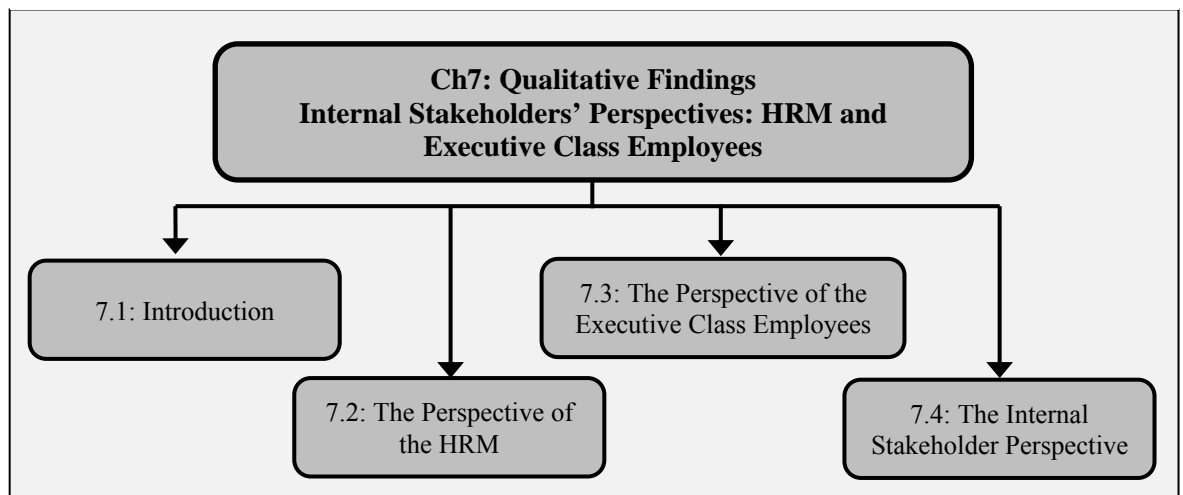 Ch7: Qualitative Findings
Internal Stakeholders’ Perspectives: HRM and
Executive Class Employees
7.1: Introduction
7.2: The Perspective of
the HRM
7.3: The Perspective of the
Executive Class Employees
7.4: The Internal
Stakeholder Perspective